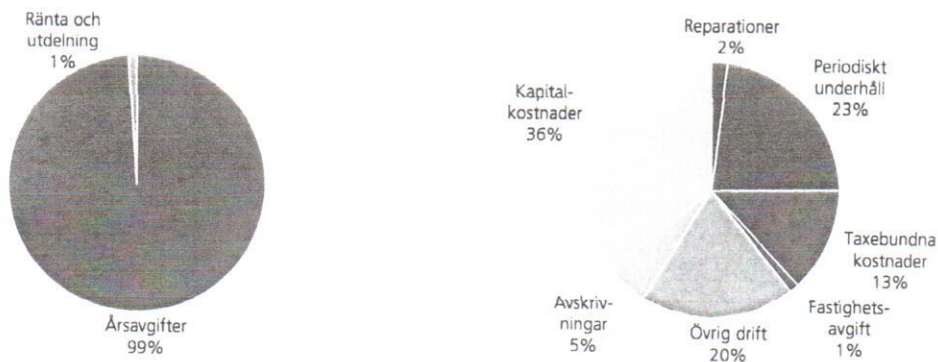 Ränta och
utdelning
1%
Årsavgifter
99%
Reparationer
2%
Periodiskt
underhåll
23%
Taxebundna
kostnader
13%
Fastighets-
avgift
1%
Övrig drift
20%
Avskriv-
ningar
5%
Kapital-
kostnader
36%